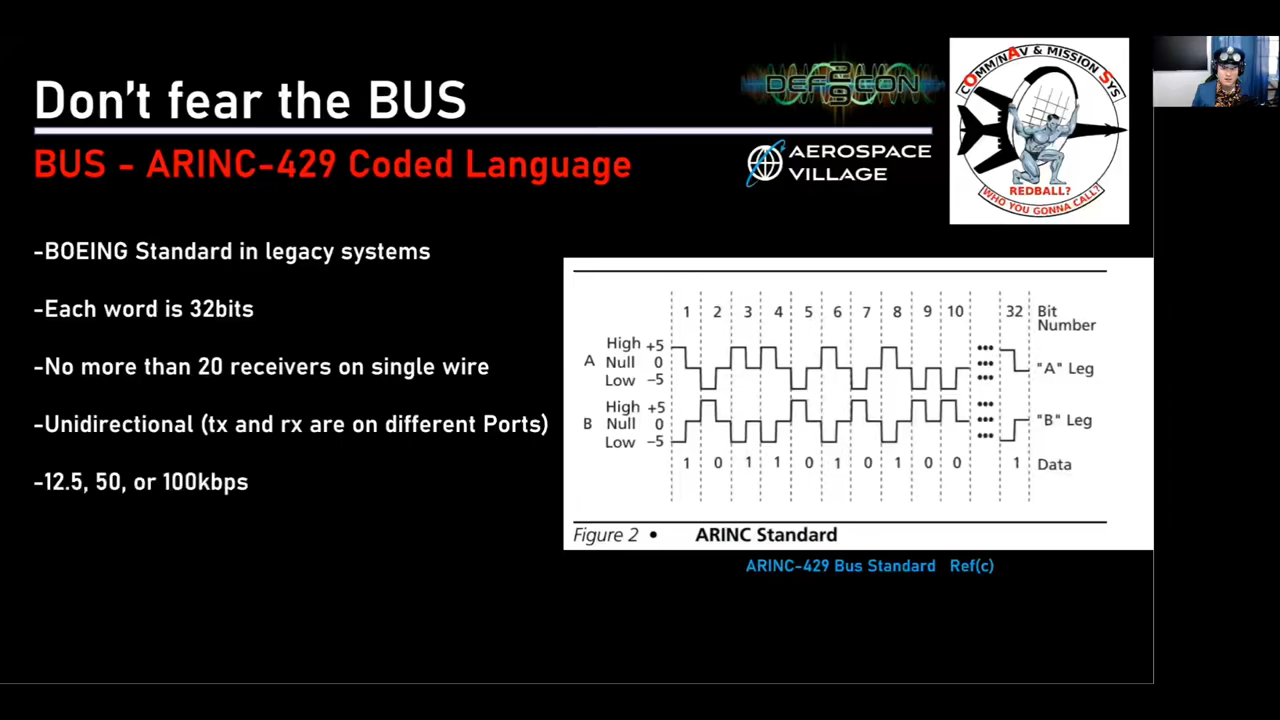 Don't fear the BUS
BUS - ARINC-429 Coded Language
DEFCON
29
AEROSPACE
VILLAGE
COMM/NAV & MISSION SYS
REDBALL?
WHO YOU GONNA CALL?
-BOEING Standard in legacy systems
-Each word is 32bits
-No more than 20 receivers on single wire
-Unidirectional (tx and rx are on different Ports)
-12.5, 50, or 100kbps
1 2 3 4 5 6 7 8 9 10 32 Bit
Number
High +5
A Null 0 "A" Leg
Low –5
High +5
B Null 0 "B" Leg
Low –5
1 0 1 1 0 1 0 1 0 0 1 Data
Figure 2 • ARINC Standard
ARINC-429 Bus Standard Ref(c)